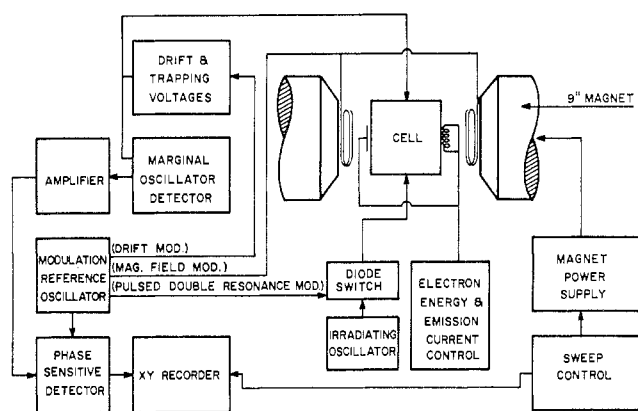 DRIFT &
TRAPPING
VOLTAGES
CELL
9" MAGNET
AMPLIFIER
MARGINAL
OSCILLATOR
DETECTOR
MODULATION
REFERENCE
OSCILLATOR
(DRIFT MOD.)
(MAG. FIELD MOD.)
(PULSED DOUBLE RESONANCE MOD.)
DIODE
SWITCH
ELECTRON
ENERGY &
EMISSION
CURRENT
CONTROL
MAGNET
POWER
SUPPLY
IRRADIATING
OSCILLATOR
PHASE
SENSITIVE
DETECTOR
XY RECORDER
SWEEP
CONTROL